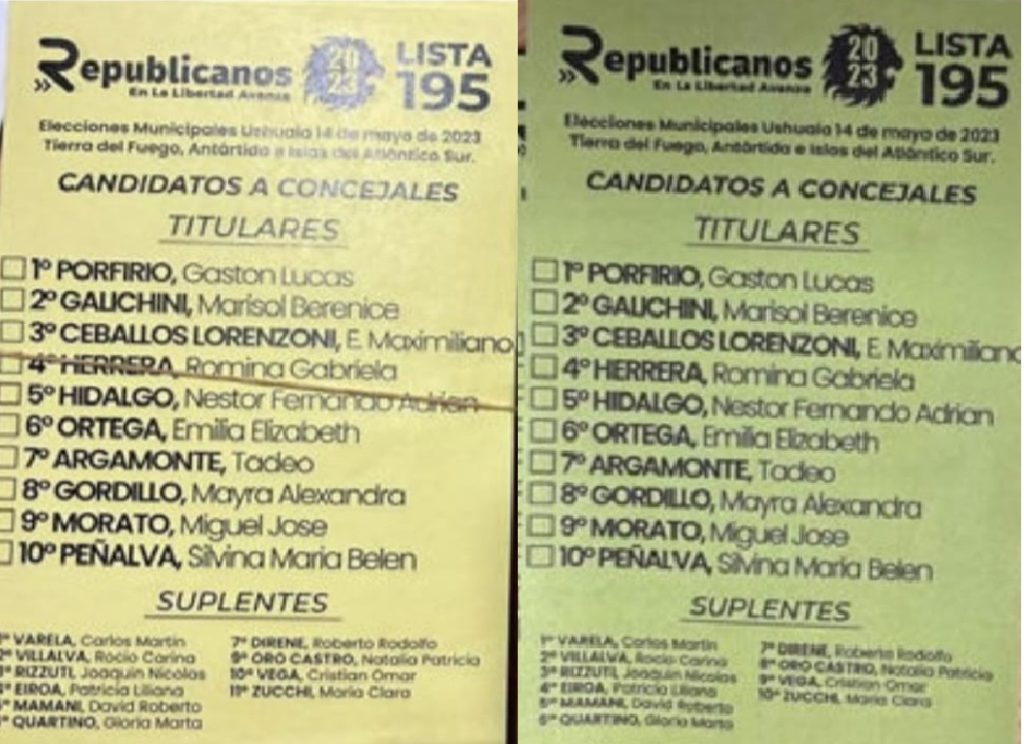 Republicanos
En La Libertad Avanza
2023
LISTA
195
Elecciones Municipales Ushuaia 14 de mayo de 2023
Tierra del Fuego, Antártida e Islas del Atlántico Sur.
CANDIDATOS A CONCEJALES
TITULARES
1º PORFIRIO, Gaston Lucas
2º GAUCHINI, Marisol Berenice
3º CEBALLOS LORENZONI, E. Maximiliano
4º HERRERA, Romina Gabriela
5º HIDALGO, Nestor Fernando Adrian
6º ORTEGA, Emilia Elizabeth
7º ARGAMONTE, Tadeo
8º GORDILLO, Mayra Alexandra
9º MORATO, Miguel Jose
10º PEÑALVA, Silvina Maria Belen
SUPLENTES
1º VARELA, Carlos Martin
2º VILLALVA, Rocio Carina
3º RIZZUTI, Joaquin Nicolas
4º EIROA, Patricia Liliana
5º MAMANI, David Roberto
6º QUARTINO, Gloria Marta
7º DIRENE, Roberto Rodolfo
9º ORO CASTRO, Natalia Patricia
10º VEGA, Cristian Omar
11º ZUCCHI, Maria Clara
Republicanos
En La Libertad Avanza
2023
LISTA
195
Elecciones Municipales Ushuaia 14 de mayo de 2023
Tierra del Fuego, Antártida e Islas del Atlántico Sur.
CANDIDATOS A CONCEJALES
TITULARES
1º PORFIRIO, Gaston Lucas
2º GAUCHINI, Marisol Berenice
3º CEBALLOS LORENZONI, E. Maximiliano
4º HERRERA, Romina Gabriela
5º HIDALGO, Nestor Fernando Adrian
6º ORTEGA, Emilia Elizabeth
7º ARGAMONTE, Tadeo
8º GORDILLO, Mayra Alexandra
9º MORATO, Miguel Jose
10º PEÑALVA, Silvina Maria Belen
SUPLENTES
1º VARELA, Carlos Martin
2º VILLALVA, Rocio Carina
3º RIZZUTI, Joaquin Nicolas
4º EIROA, Patricia Liliana
5º MAMANI, David Roberto
6º QUARTINO, Gloria Marta
7º DIRENE, Roberto Rodolfo
8º ORO CASTRO, Natalia Patricia
9º VEGA, Cristian Omar
10º ZUCCHI, Maria Clara